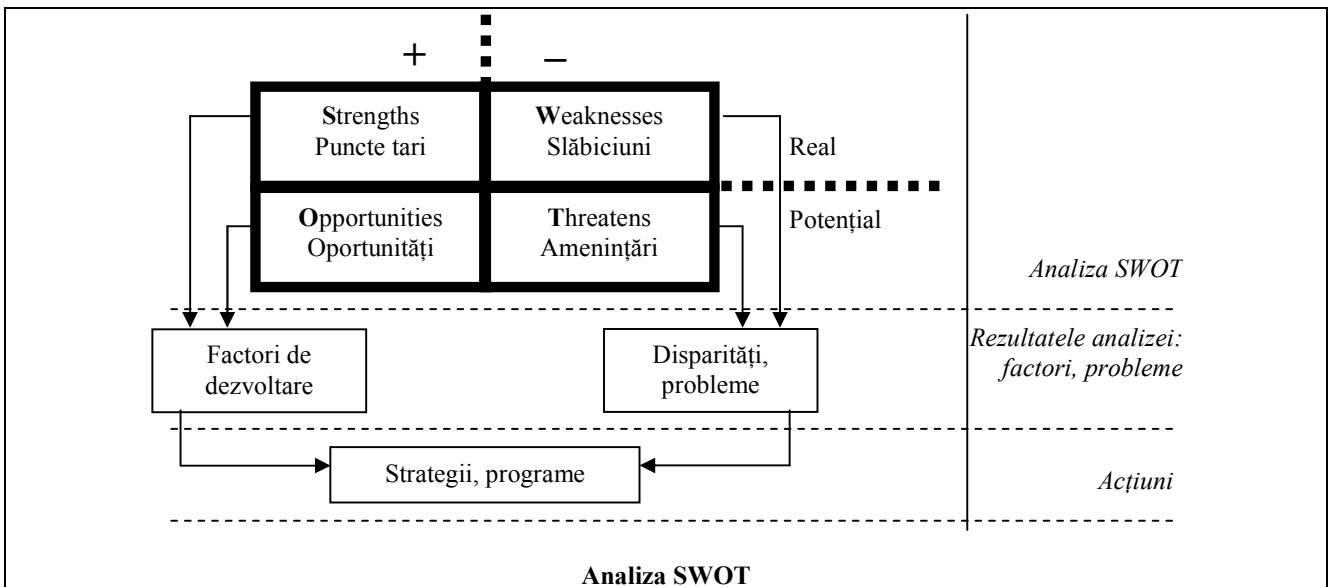 + –
Strengths
Puncte tari
Weaknesses
Slăbiciuni
Real
Opportunities
Oportunități
Threatens
Amenințări
Potențial
Analiza SWOT
Factori de
dezvoltare
Disparități,
probleme
Rezultatele analizei:
factori, probleme
Strategii, programe
Acțiuni
Analiza SWOT